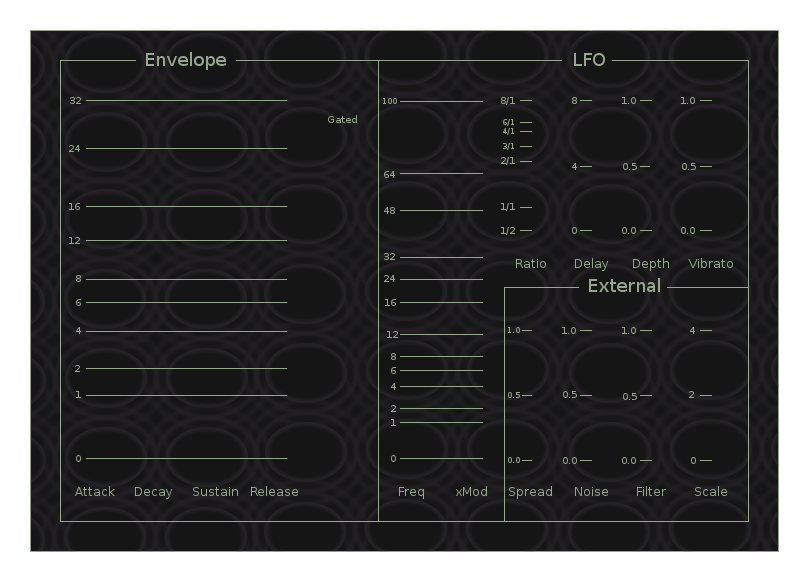 Envelope LFO
32 100 8/1 8 1.0 1.0
Gated 6/1
4/1
24 3/1
2/1 4 0.5 0.5
64
16 48 1/1
12 1/2 0 0.0 0.0
32 Ratio Delay Depth Vibrato
8 24 External
6 16
4 12 1.0 1.0 1.0 4
8
2 6
4
1 0.5 0.5 0.5 2
2
1
0 0 0.0 0.0 0.0 0
Attack Decay Sustain Release Freq xMod Spread Noise Filter Scale